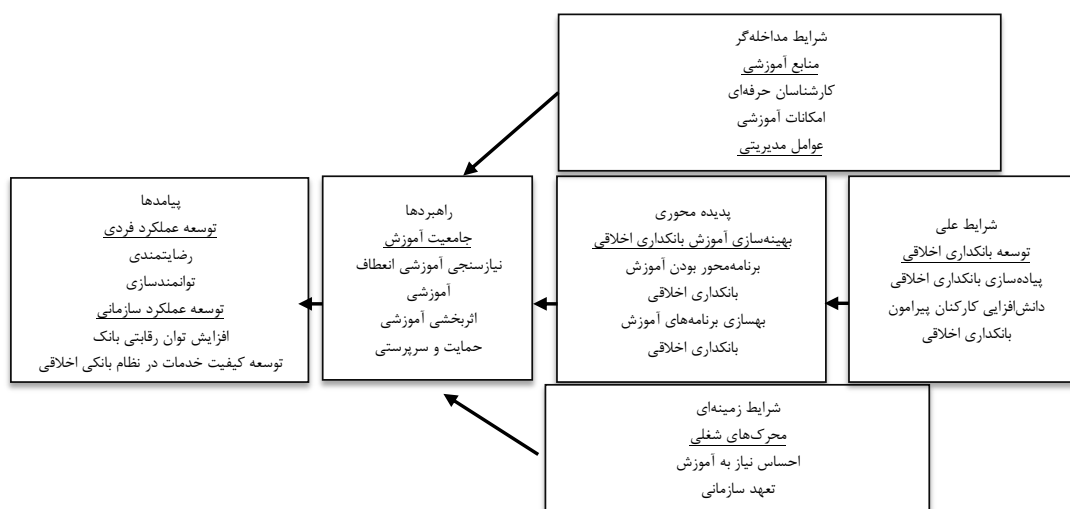 شرایط مداخله‌گر
منابع آموزشی
کارشناسان حرفه‌ای
امکانات آموزشی
عوامل مدیریتی
شرایط علی
توسعه بانکداری اخلاقی
پیاده‌سازی بانکداری اخلاقی
دانش‌افزایی کارکنان پیرامون
بانکداری اخلاقی
پدیده محوری
بهینه‌سازی آموزش بانکداری اخلاقی
برنامه‌محور بودن آموزش
بانکداری اخلاقی
بهسازی برنامه‌های آموزش
بانکداری اخلاقی
راهبردها
جامعیت آموزش
نیازسنجی آموزشی انعطاف
آموزشی
اثربخشی آموزشی
حمایت و سرپرستی
پیامدها
توسعه عملکرد فردی
رضایتمندی
توانمندسازی
توسعه عملکرد سازمانی
افزایش توان رقابتی بانک
توسعه کیفیت خدمات در نظام بانکی اخلاقی
شرایط زمینه‌ای
محرک‌های شغلی
احساس نیاز به آموزش
تعهد سازمانی